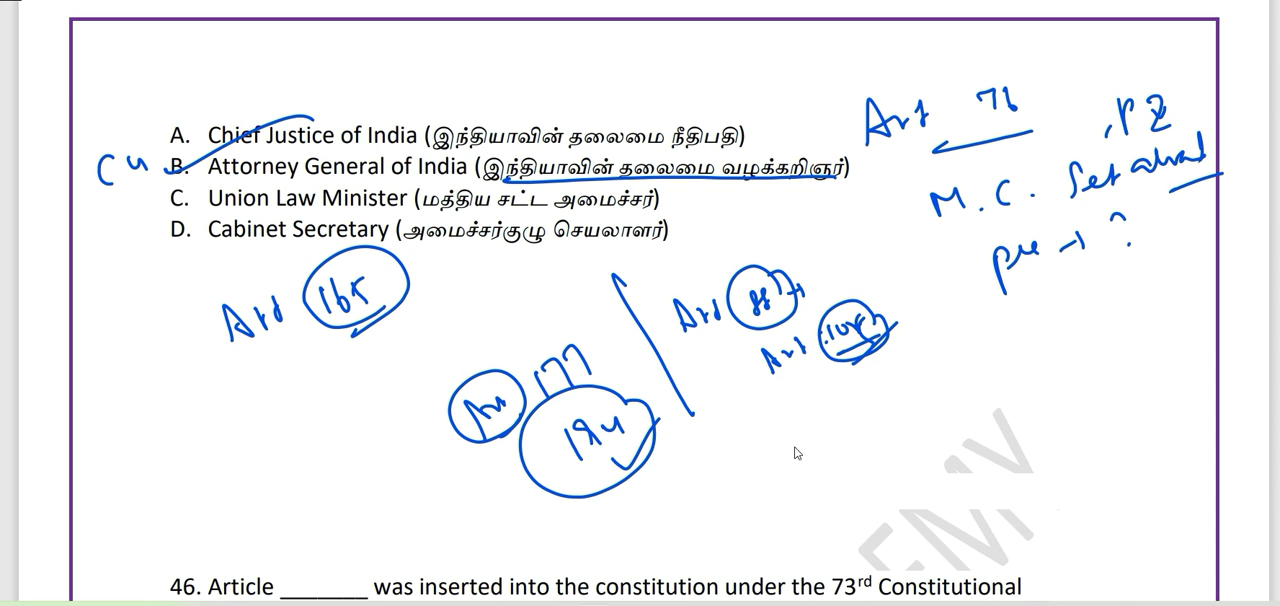 A. Chief Justice of India (இந்தியாவின் தலைமை நீதிபதி)
B. Attorney General of India (இந்தியாவின் தலைமை வழக்கறிஞர்)
C. Union Law Minister (மத்திய சட்ட அமைச்சர்)
D. Cabinet Secretary (அமைச்சர்குழு செயலாளர்)
Art 76
M. C. Setalvad
pre → ?
Art 165
Art 88
Art 105
Art 177
194
46. Article _______ was inserted into the constitution under the 73rd Constitutional